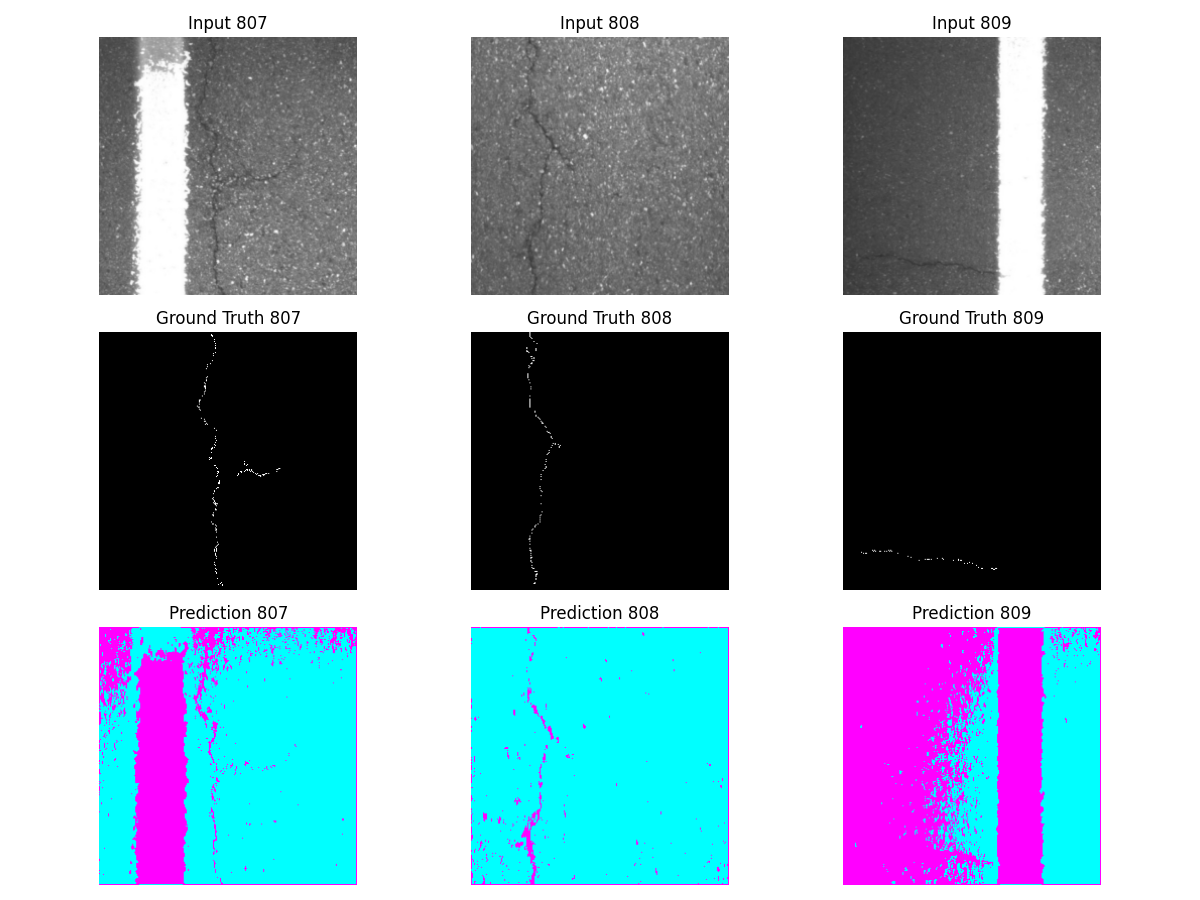 Input 807
Input 808
Input 809
Ground Truth 807
Ground Truth 808
Ground Truth 809
Prediction 807
Prediction 808
Prediction 809